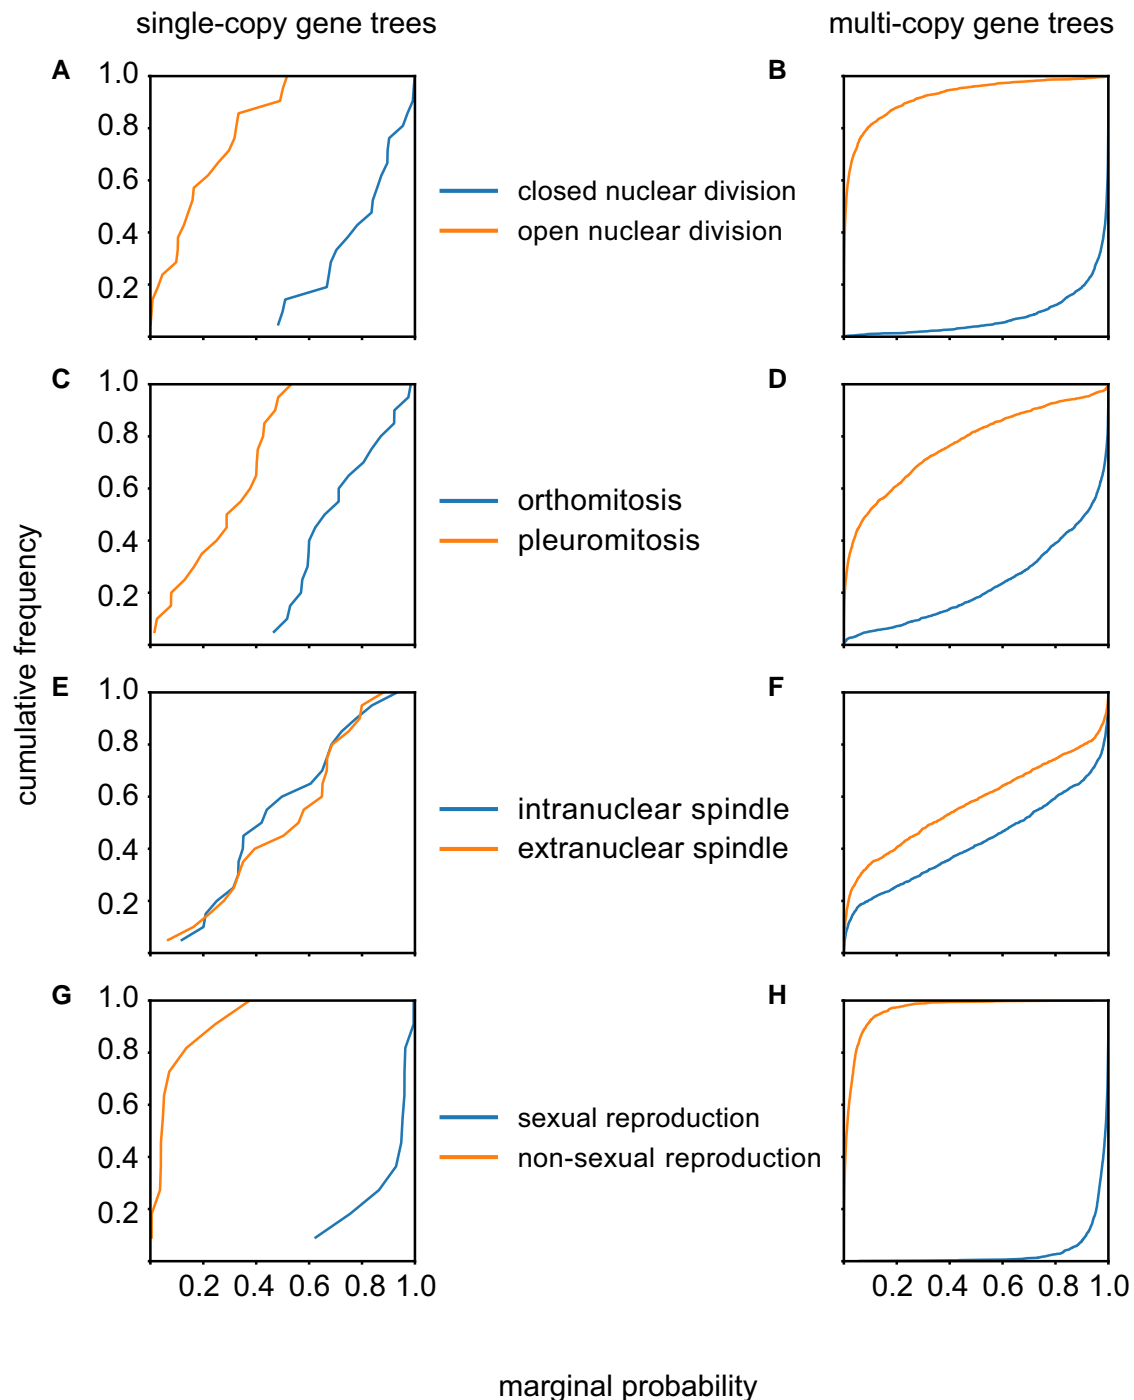 single-copy gene trees
multi-copy gene trees
A
B
1.0
0.8
0.6
0.4
0.2
closed nuclear division
open nuclear division
C
D
1.0
0.8
0.6
0.4
0.2
orthomitosis
pleuromitosis
cumulative frequency
E
F
1.0
0.8
0.6
0.4
0.2
intranuclear spindle
extranuclear spindle
G
H
1.0
0.8
0.6
0.4
0.2
sexual reproduction
non-sexual reproduction
0.2 0.4 0.6 0.8 1.0
0.2 0.4 0.6 0.8 1.0
marginal probability